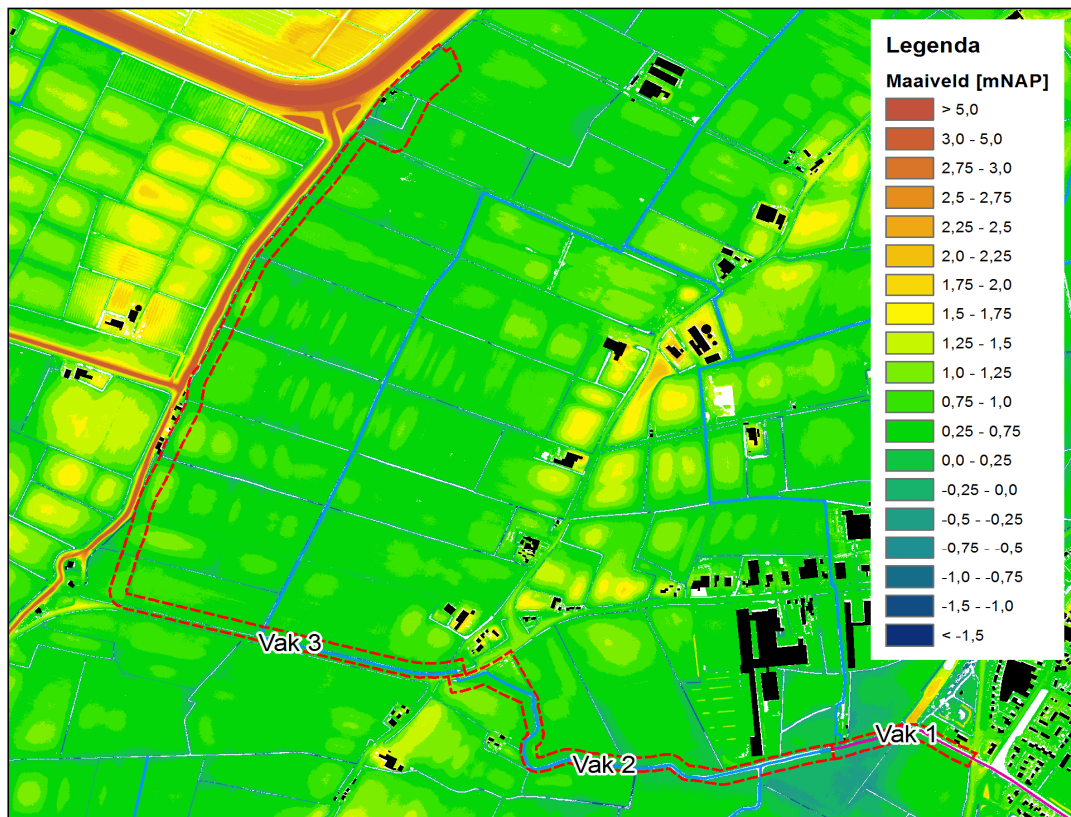 Legenda
Maaiveld [mNAP]
> 5,0
3,0 - 5,0
2,75 - 3,0
2,5 - 2,75
2,25 - 2,5
2,0 - 2,25
1,75 - 2,0
1,5 - 1,75
1,25 - 1,5
1,0 - 1,25
0,75 - 1,0
0,25 - 0,75
0,0 - 0,25
-0,25 - 0,0
-0,5 - -0,25
-0,75 - -0,5
-1,0 - -0,75
-1,5 - -1,0
< -1,5
Vak 3
Vak 1
Vak 2